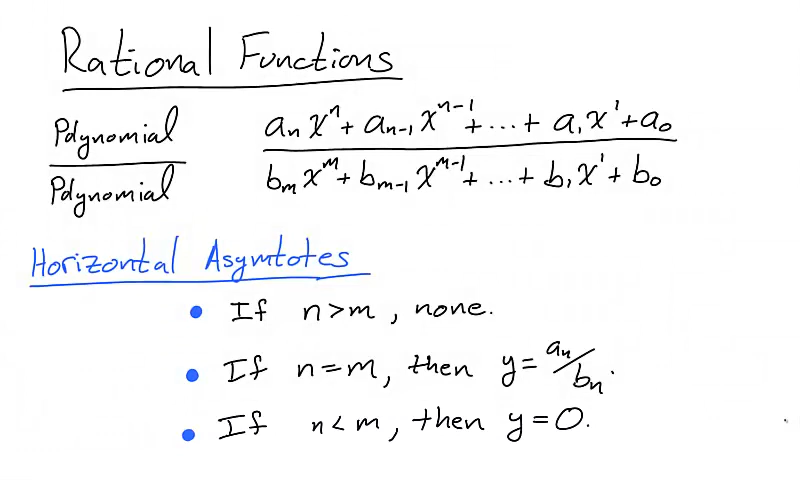 Rational Functions
Polynomial / Polynomial
(aₙxⁿ + aₙ₋₁xⁿ⁻¹ + ... + a₁x¹ + a₀) / (bₘxᵐ + bₘ₋₁xᵐ⁻¹ + ... + b₁x¹ + b₀)
Horizontal Asymtotes
• If n>m, none.
• If n=m, then y=aₙ/bₙ.
• If n<m, then y=0.